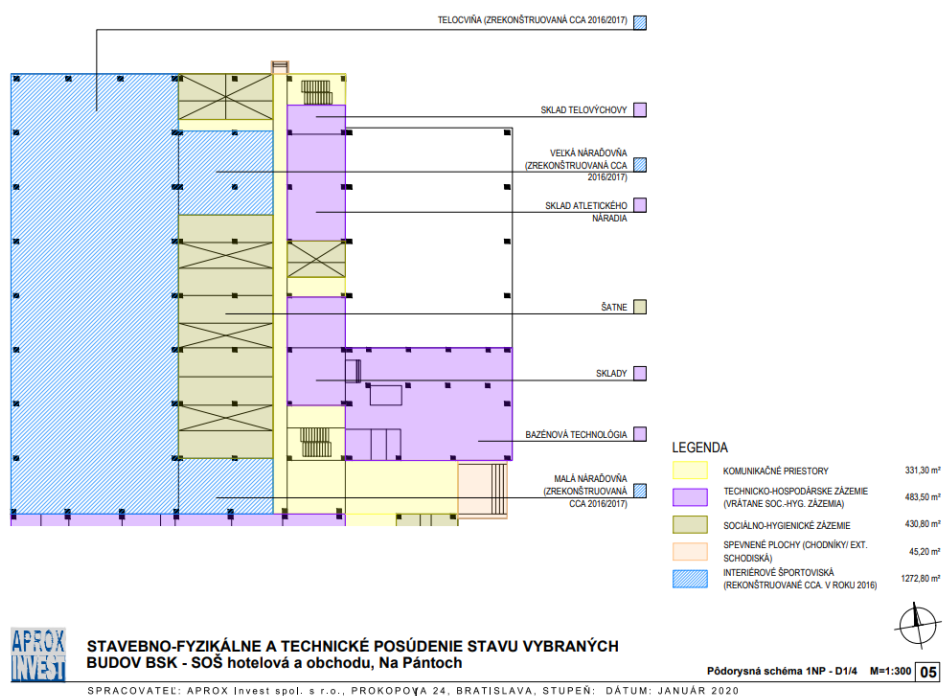 TELOCVIŇA (ZREKONŠTRUOVANÁ CCA 2016/2017)
SKLAD TELOVÝCHOVY
VEĽKÁ NÁRAĎOVŇA
(ZREKONŠTRUOVANÁ CCA
2016/2017)
SKLAD ATLETICKÉHO
NÁRADIA
ŠATNE
SKLADY
BAZÉNOVÁ TECHNOLÓGIA
MALÁ NÁRAĎOVŇA
(ZREKONŠTRUOVANÁ
CCA 2016/2017)
LEGENDA
KOMUNIKAČNÉ PRIESTORY 331,30 m²
TECHNICKO-HOSPODÁRSKE ZÁZEMIE
(VRÁTANE SOC.-HYG. ZÁZEMIA) 483,50 m²
SOCIÁLNO-HYGIENICKÉ ZÁZEMIE 430,80 m²
SPEVNENÉ PLOCHY (CHODNÍKY/ EXT.
SCHODISKÁ) 45,20 m²
INTERIÉROVÉ ŠPORTOVISKÁ
(REKONŠTRUOVANÉ CCA. V ROKU 2016) 1272,80 m²
APROX
INVEST
STAVEBNO-FYZIKÁLNE A TECHNICKÉ POSÚDENIE STAVU VYBRANÝCH
BUDOV BSK - SOŠ hotelová a obchodu, Na Pántoch
Pôdorysná schéma 1NP - D1/4 M=1:300 05
SPRACOVATEĽ: APROX Invest spol. s r.o., PROKOPOVA 24, BRATISLAVA, STUPEŇ: DÁTUM: JANUÁR 2020